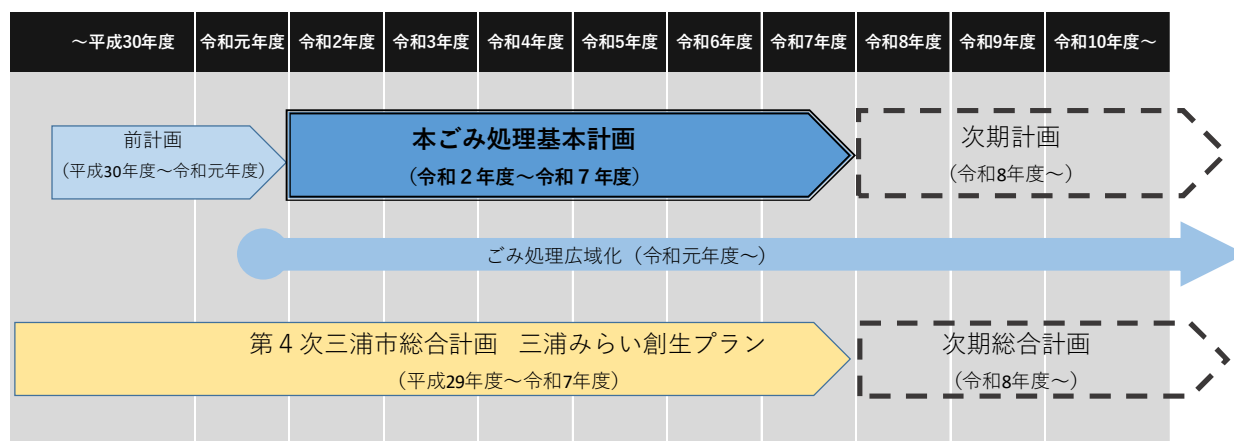 ～平成30年度 令和元年度 令和2年度 令和3年度 令和4年度 令和5年度 令和6年度 令和7年度 令和8年度 令和9年度 令和10年度～
前計画
(平成30年度～令和元年度)
本ごみ処理基本計画
（令和２年度～令和７年度）
次期計画
（令和8年度～）
ごみ処理広域化（令和元年度～）
第４次三浦市総合計画　三浦みらい創生プラン
（平成29年度～令和7年度）
次期総合計画
（令和8年度～）